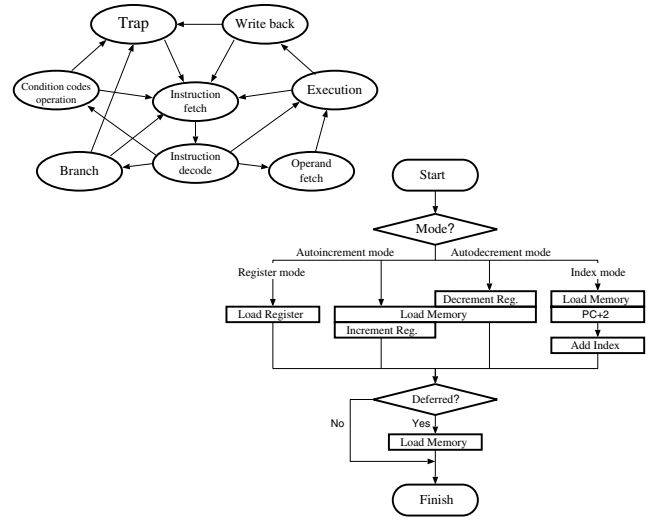 Trap
Write back
Condition codes
operation
Instruction
fetch
Execution
Branch
Instruction
decode
Operand
fetch
Start
Mode?
Autoincrement mode
Autodecrement mode
Register mode
Index mode
Decrement Reg.
Load Memory
Load Register
Load Memory
PC+2
Increment Reg.
Add Index
Deferred?
No
Yes
Load Memory
Finish